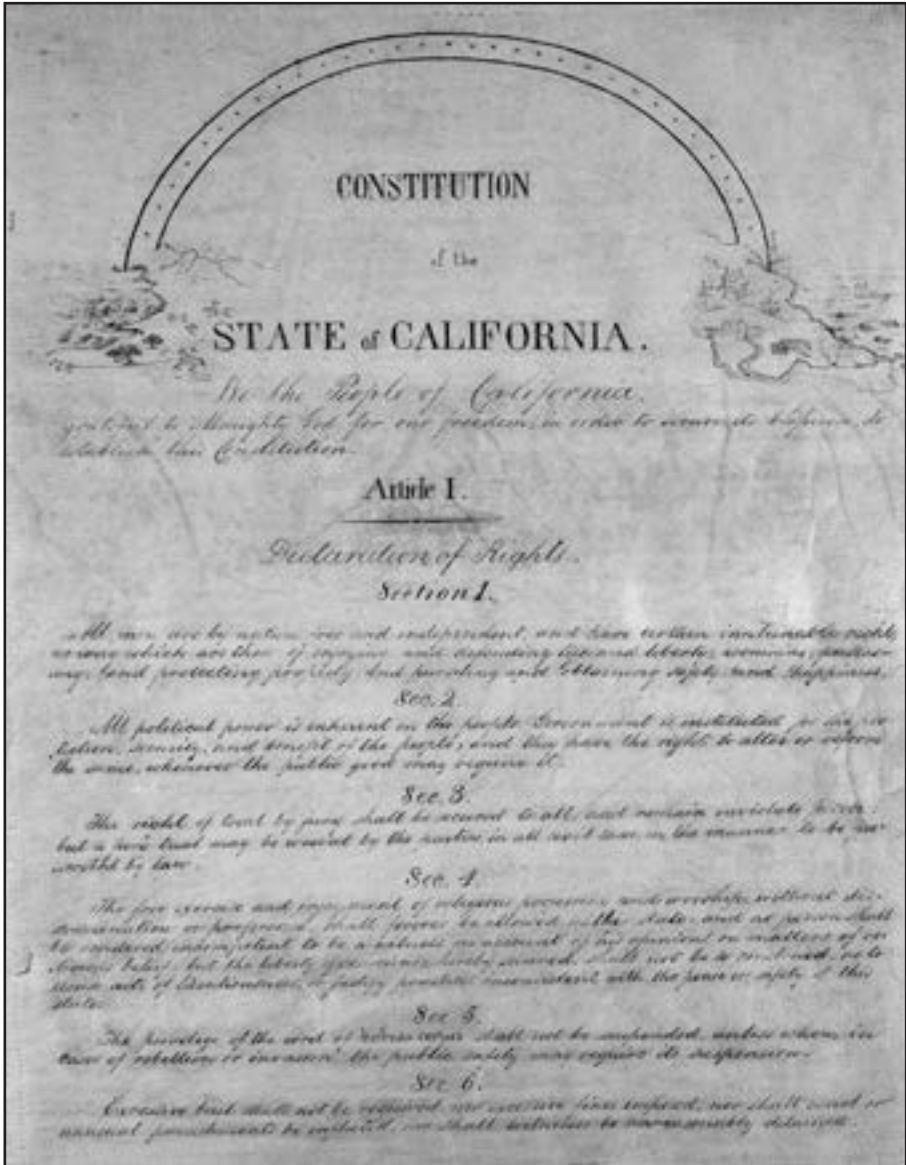 CONSTITUTION
of the
STATE of CALIFORNIA.
We the People of California,
grateful to Almighty God for our freedom, in order to secure its blessings, do
establish this Constitution.
Article I.
Declaration of Rights.
Section 1.
All men are by nature free and independent, and have certain inalienable rights,
among which are those of enjoying and defending life and liberty, acquiring, possess-
ing, and protecting property, and pursuing and obtaining safety and happiness.
Sec. 2.
All political power is inherent in the people. Government is instituted for the pro-
tection, security, and benefit of the people, and they have the right to alter or reform
the same, whenever the public good may require it.
Sec. 3.
The right of trial by jury shall be secured to all, and remain inviolate forever;
but a jury trial may be waived by the parties, in all civil cases, in the manner to be pre-
scribed by law.
Sec. 4.
The free exercise and enjoyment of religious profession and worship, without dis-
crimination or preference, shall forever be allowed in this State; and no person shall
be rendered incompetent to be a witness on account of his opinions on matters of re-
ligious belief; but the liberty of conscience, hereby secured, shall not be so construed, as to
excuse acts of licentiousness, or justify practices inconsistent with the peace or safety of this
State.
Sec. 5.
The privilege of the writ of habeas corpus shall not be suspended, unless when, in
cases of rebellion or invasion, the public safety may require its suspension.
Sec. 6.
Excessive bail shall not be required, nor excessive fines imposed, nor shall cruel or
unusual punishments be inflicted, nor shall witnesses be unreasonably detained.